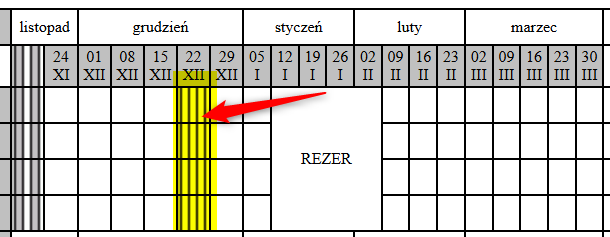 listopad grudzień styczeń luty marzec
24 01 08 15 22 29 05 12 19 26 02 09 16 23 02 09 16 23 30
XI XII XII XII XII XII I I I I II II II II III III III III III
REZER